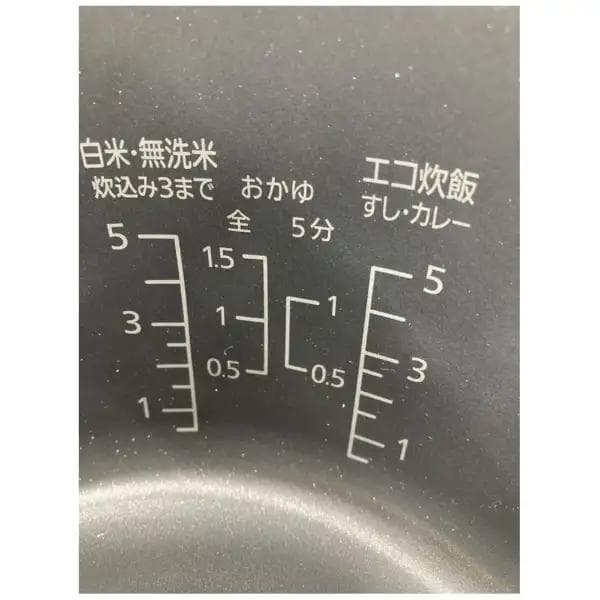 白米・無洗米
炊込み3まで
5
3
1
おかゆ
全 5分
1.5
1
0.5
1
0.5
エコ炊飯
すし・カレー
5
3
1